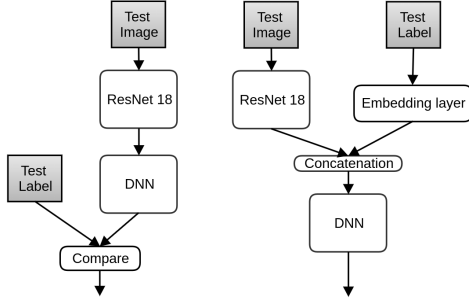 Test
Image
ResNet 18
DNN
Test
Label
Compare
Test
Image
Test
Label
ResNet 18
Embedding layer
Concatenation
DNN